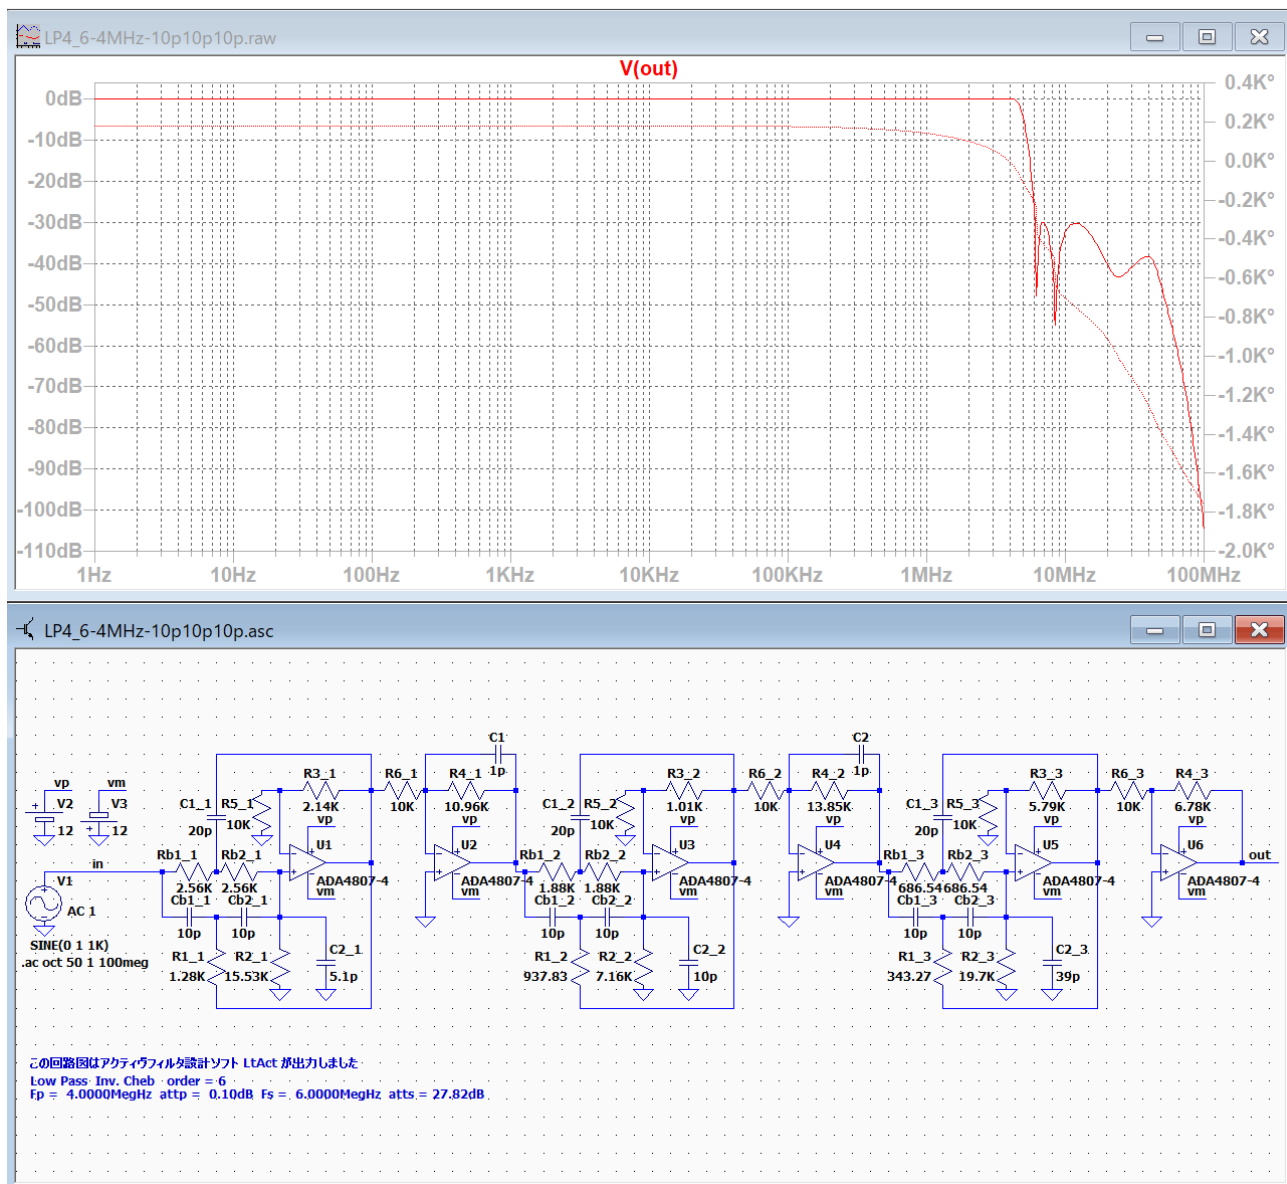 LP4_6-4MHz-10p10p10p.raw
V(out)
0dB
-10dB
-20dB
-30dB
-40dB
-50dB
-60dB
-70dB
-80dB
-90dB
-100dB
-110dB
0.4K°
0.2K°
0.0K°
-0.2K°
-0.4K°
-0.6K°
-0.8K°
-1.0K°
-1.2K°
-1.4K°
-1.6K°
-1.8K°
-2.0K°
1Hz 10Hz 100Hz 1KHz 10KHz 100KHz 1MHz 10MHz 100MHz
LP4_6-4MHz-10p10p10p.asc
vp
V2
12
vm
V3
12
in
V1
AC 1
SINE(0 1 1K)
.ac oct 50 1 100meg
C1_1
20p
R5_1
10K
R3_1
2.14K
vp
U1
ADA4807-4
vm
Rb1_1
2.56K
Rb2_1
2.56K
Cb1_1
10p
Cb2_1
10p
R1_1
1.28K
R2_1
15.53K
C2_1
5.1p
R6_1
10K
C1
1p
R4_1
10.96K
vp
U2
ADA4807-4
vm
C1_2
20p
R5_2
10K
R3_2
1.01K
vp
U3
ADA4807-4
vm
Rb1_2
1.88K
Rb2_2
1.88K
Cb1_2
10p
Cb2_2
10p
R1_2
937.83
R2_2
7.16K
C2_2
10p
R6_2
10K
C2
1p
R4_2
13.85K
vp
U4
ADA4807-4
vm
C1_3
20p
R5_3
10K
R3_3
5.79K
vp
U5
ADA4807-4
vm
Rb1_3
686.54
Rb2_3
686.54
Cb1_3
10p
Cb2_3
10p
R1_3
343.27
R2_3
19.7K
C2_3
39p
R6_3
10K
R4_3
6.78K
vp
U6
ADA4807-4
vm
out
この回路図はアクティヴフィルタ設計ソフト LtAct が出力しました
Low Pass Inv. Cheb order = 6
Fp = 4.0000MegHz attp = 0.10dB Fs = 6.0000MegHz atts = 27.82dB